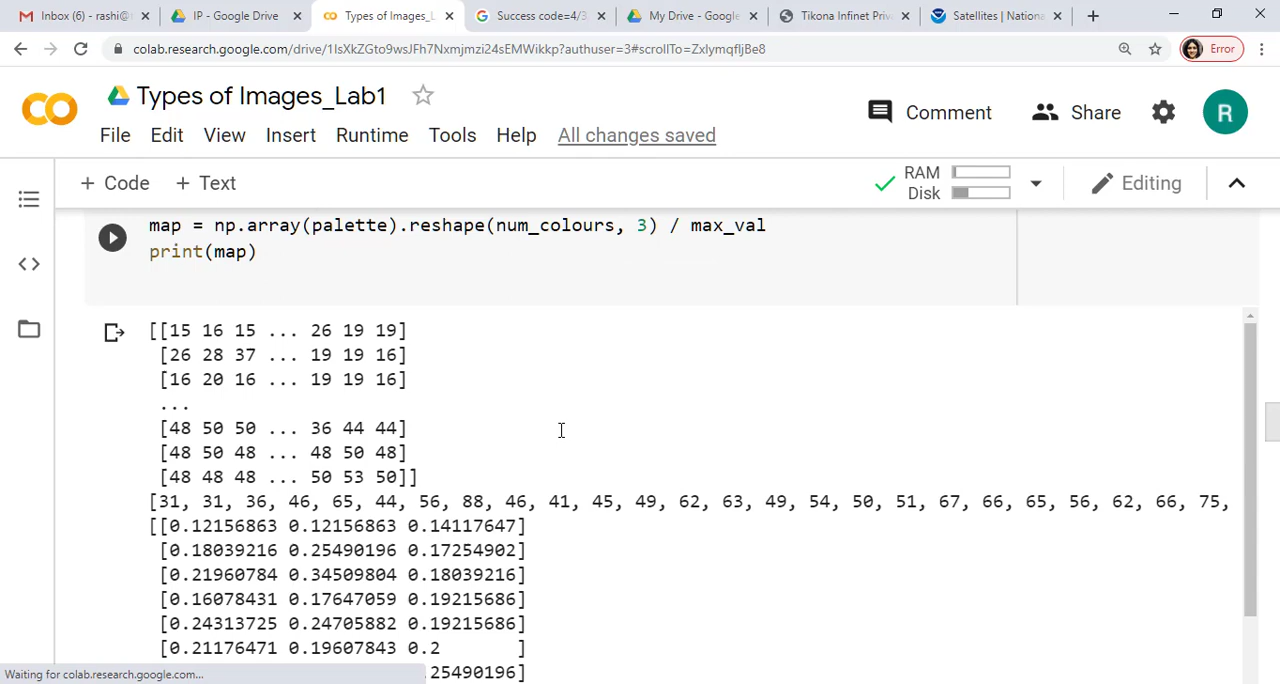 Inbox (6) - rashi@ IP - Google Drive Types of Images_L Success code=4/3 My Drive - Google Tikona Infinet Priv Satellites | Nationa
colab.research.google.com/drive/1IsXkZGto9wsJFh7Nxmjmzi24sEMWikkp?authuser=3#scrollTo=ZxlymqfIjBe8 Error
Types of Images_Lab1
Comment Share R
File Edit View Insert Runtime Tools Help All changes saved
+ Code + Text RAM Disk Editing
map = np.array(palette).reshape(num_colours, 3) / max_val
print(map)
[[15 16 15 ... 26 19 19]
[26 28 37 ... 19 19 16]
[16 20 16 ... 19 19 16]
...
[48 50 50 ... 36 44 44]
[48 50 48 ... 48 50 48]
[48 48 48 ... 50 53 50]]
[31, 31, 36, 46, 65, 44, 56, 88, 46, 41, 45, 49, 62, 63, 49, 54, 50, 51, 67, 66, 65, 56, 62, 66, 75,
[[0.12156863 0.12156863 0.14117647]
[0.18039216 0.25490196 0.17254902]
[0.21960784 0.34509804 0.18039216]
[0.16078431 0.17647059 0.19215686]
[0.24313725 0.24705882 0.19215686]
[0.21176471 0.19607843 0.2 ]
Waiting for colab.research.google.com... .25490196]